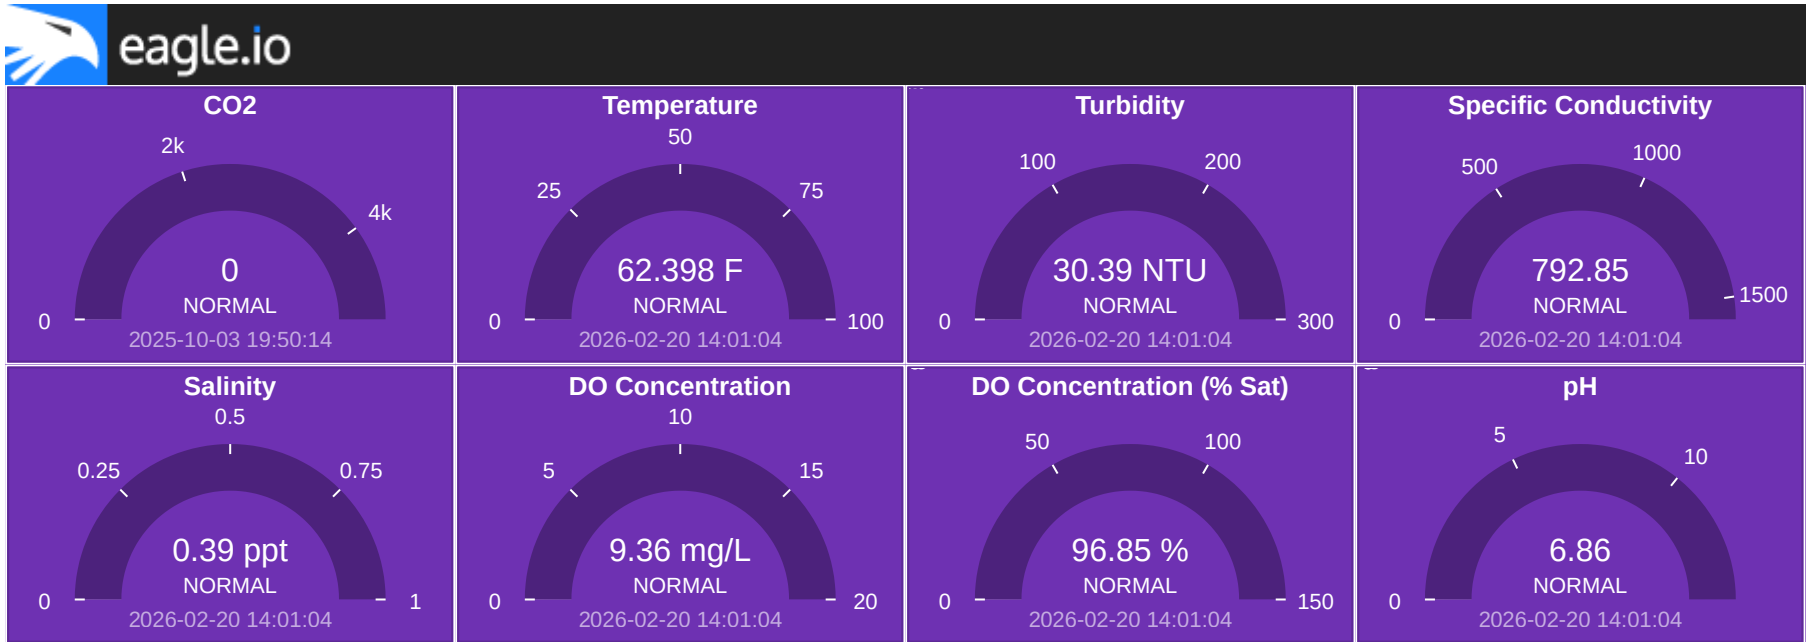 eagle.io
CO2
2k
4k
0
0
NORMAL
2025-10-03 19:50:14
Temperature
50
25
75
62.398 F
NORMAL
0
100
2026-02-20 14:01:04
Turbidity
100
200
30.39 NTU
NORMAL
0
300
2026-02-20 14:01:04
Specific Conductivity
1000
500
792.85
1500
NORMAL
0
2026-02-20 14:01:04
Salinity
0.5
0.25
0.75
0.39 ppt
NORMAL
0
1
2026-02-20 14:01:04
DO Concentration
10
5
15
9.36 mg/L
NORMAL
0
20
2026-02-20 14:01:04
DO Concentration (% Sat)
50
100
96.85 %
NORMAL
0
150
2026-02-20 14:01:04
pH
5
10
6.86
NORMAL
0
2026-02-20 14:01:04